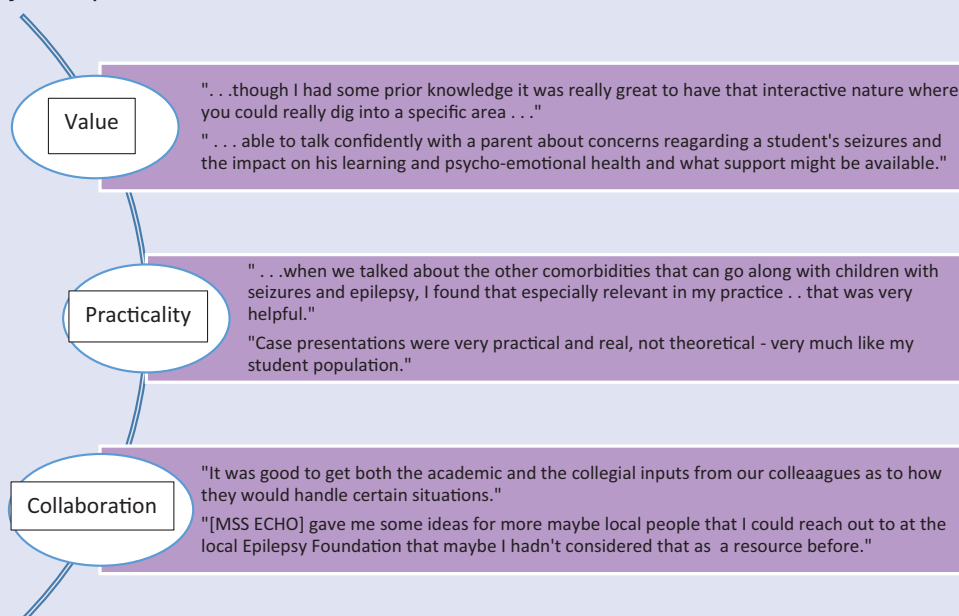 Value
". . .though I had some prior knowledge it was really great to have that interactive nature where
you could really dig into a specific area . . ."
" . . . able to talk confidently with a parent about concerns reagarding a student's seizures and
the impact on his learning and psycho-emotional health and what support might be available."
Practicality
" . . .when we talked about the other comorbidities that can go along with children with
seizures and epilepsy, I found that especially relevant in my practice . . that was very
helpful."
"Case presentations were very practical and real, not theoretical - very much like my
student population."
Collaboration
"It was good to get both the academic and the collegial inputs from our colleaagues as to how
they would handle certain situations."
"[MSS ECHO] gave me some ideas for more maybe local people that I could reach out to at the
local Epilepsy Foundation that maybe I hadn't considered that as a resource before."